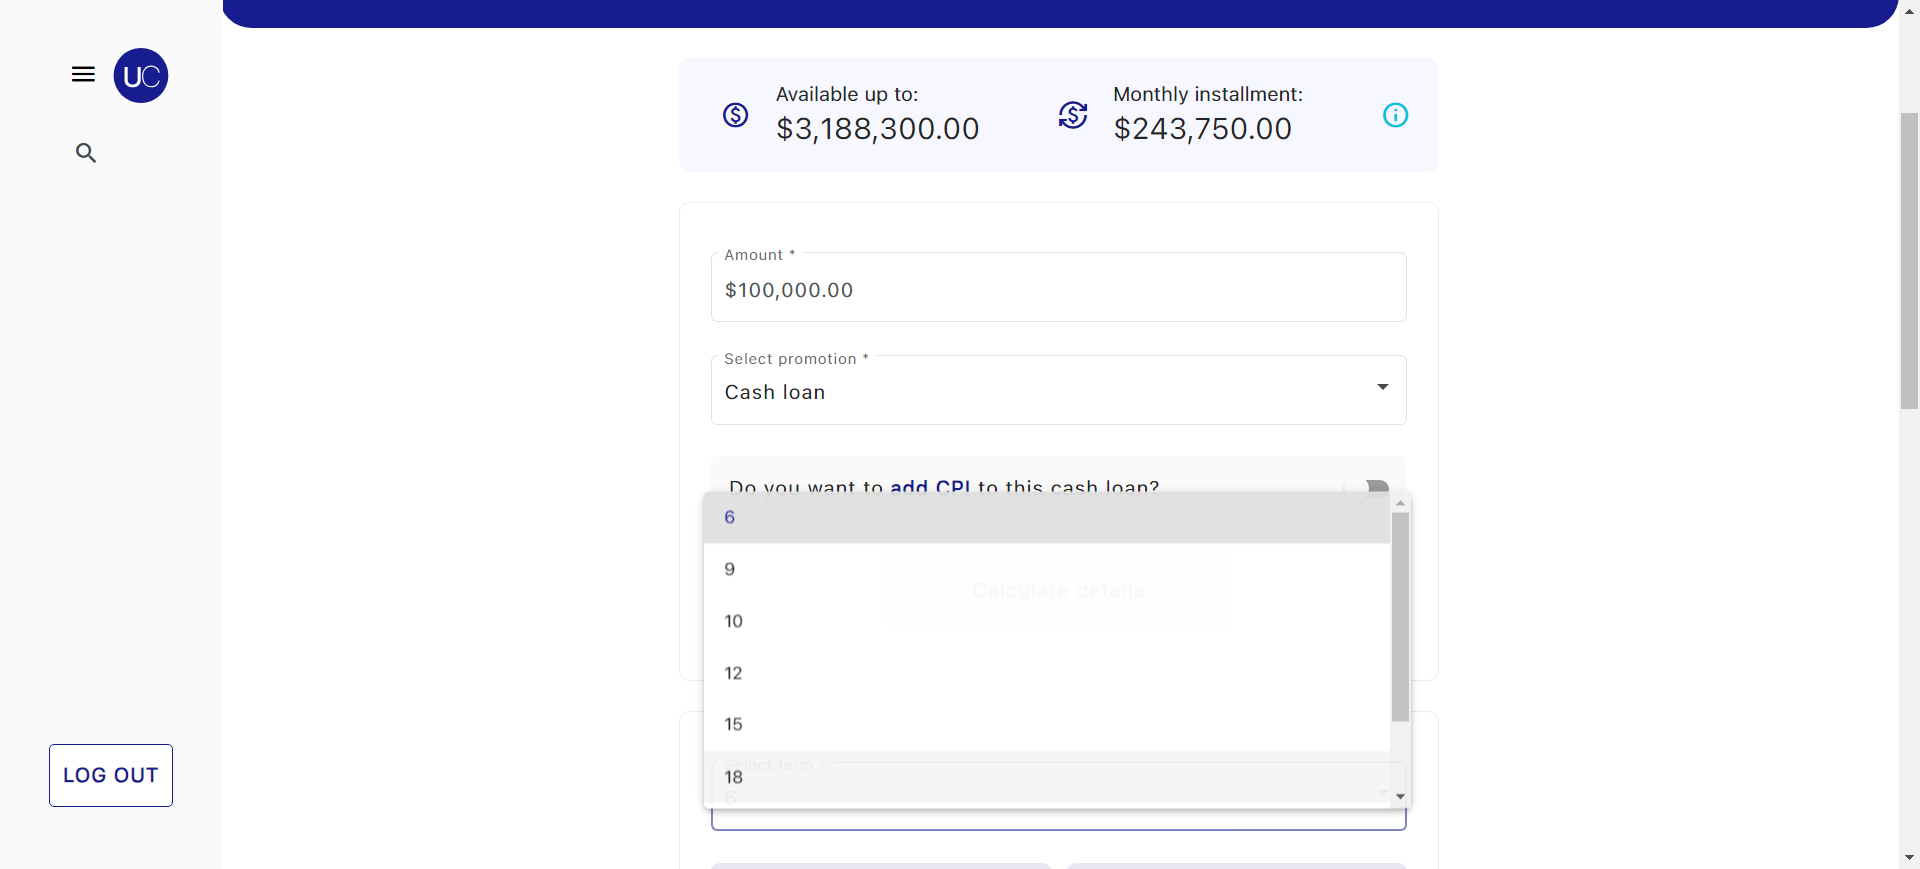 UC
Available up to:
$3,188,300.00
Monthly installment:
$243,750.00
Amount *
$100,000.00
Select promotion *
Cash loan
Do you want to add CPI to this cash loan?
6
9
Calculate details
10
12
15
Select term *
18
6
LOG OUT